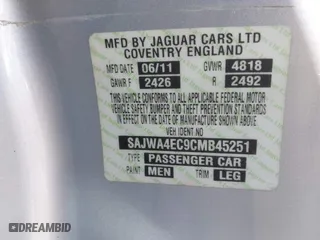 MFD BY JAGUAR CARS LTD
COVENTRY ENGLAND
MFD DATE 06/11 GVWR 4818
GAWR F 2426 R 2492
THIS VEHICLE CONFORMS TO ALL APPLICABLE FEDERAL MOTOR
VEHICLE SAFETY BUMPER AND THEFT PREVENTION STANDARDS
IN EFFECT ON THE DATE OF MANUFACTURE SHOWN ABOVE
VEH IDENT NO
SAJWA4EC9CMB45251
TYPE PASSENGER CAR
PAINT MEN TRIM LEG